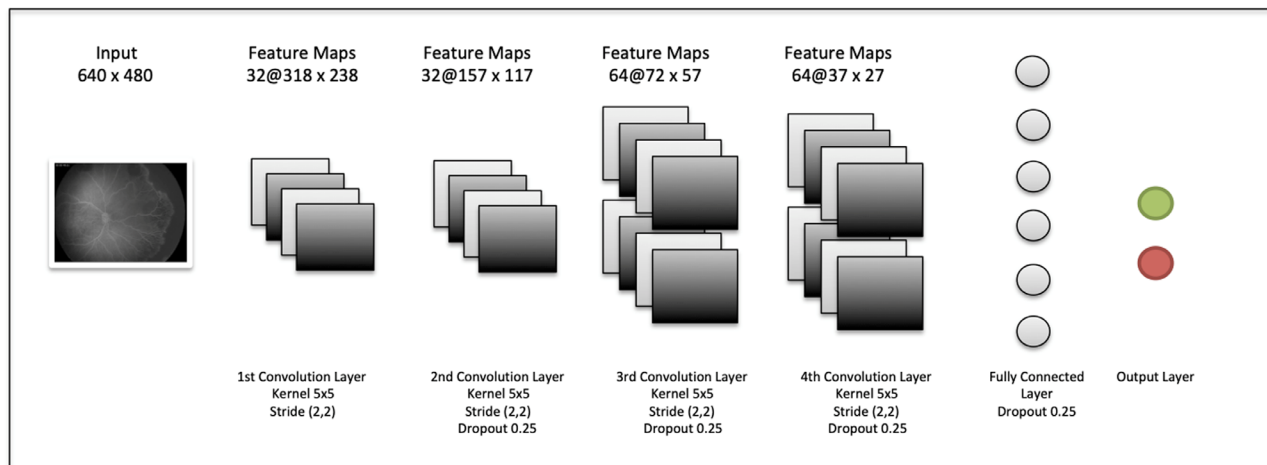 Input
640 x 480
Feature Maps
32@318 x 238
Feature Maps
32@157 x 117
Feature Maps
64@72 x 57
Feature Maps
64@37 x 27
1st Convolution Layer
Kernel 5x5
Stride (2,2)
2nd Convolution Layer
Kernel 5x5
Stride (2,2)
Dropout 0.25
3rd Convolution Layer
Kernel 5x5
Stride (2,2)
Dropout 0.25
4th Convolution Layer
Kernel 5x5
Stride (2,2)
Dropout 0.25
Fully Connected
Layer
Dropout 0.25
Output Layer